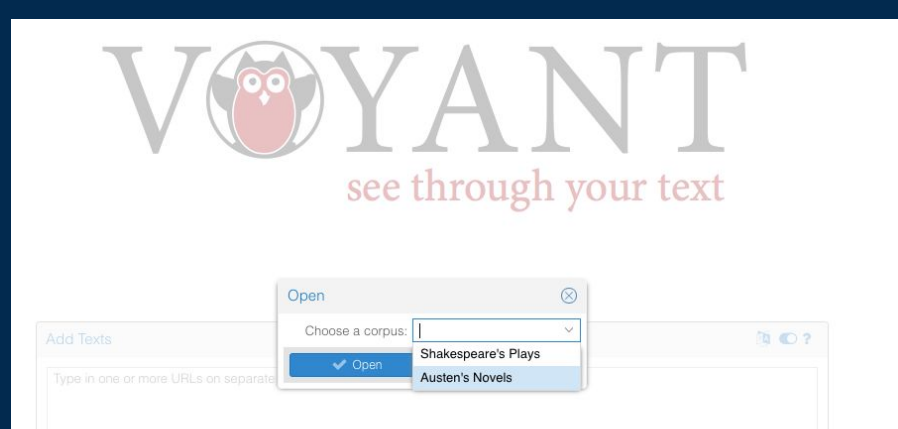 VOYANT
see through your text
Open
Choose a corpus:
Add Texts
?
Shakespeare's Plays
Open
Type in one or more URLs on separate
Austen's Novels